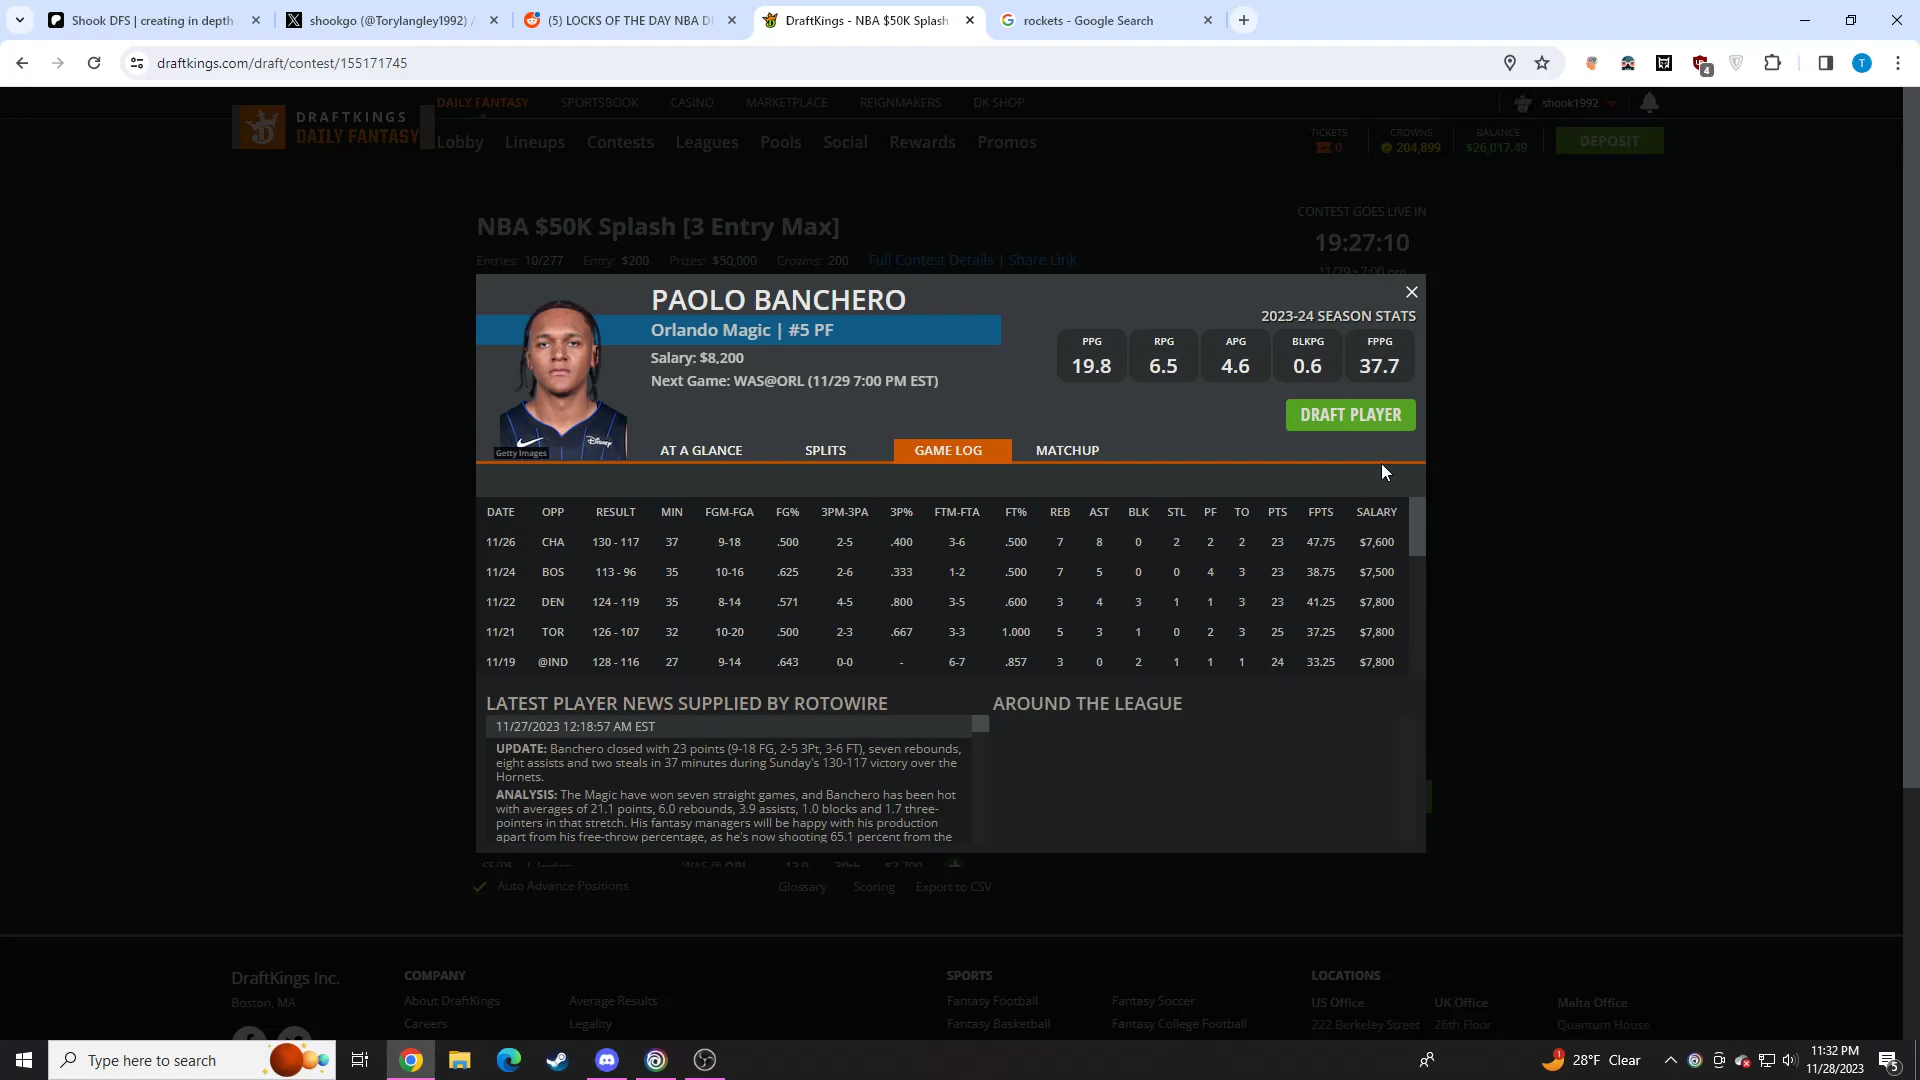 Shook DFS | creating in depth
shookgo (@Torylangley1992) /
(5) LOCKS OF THE DAY NBA D
DraftKings - NBA $50K Splash
rockets - Google Search
draftkings.com/draft/contest/155171745
4
T
DRAFTKINGS
DAILY FANTASY
DAILY FANTASY SPORTSBOOK CASINO MARKETPLACE REIGNMAKERS DK SHOP
shook1992
Lobby Lineups Contests Leagues Pools Social Rewards Promos
TICKETS
0
CROWNS
204,899
BALANCE
$26,017.49
DEPOSIT
NBA $50K Splash [3 Entry Max]
CONTEST GOES LIVE IN
19:27:10
11/29 • 7:00 pm
Entries: 10/277 Entry: $200 Prizes: $50,000 Crowns: 200 Full Contest Details | Share Link
PAOLO BANCHERO
Orlando Magic | #5 PF
Salary: $8,200
Next Game: WAS@ORL (11/29 7:00 PM EST)
Getty Images
Disney
2023-24 SEASON STATS
PPG RPG APG BLKPG FPPG
19.8 6.5 4.6 0.6 37.7
DRAFT PLAYER
AT A GLANCE SPLITS GAME LOG MATCHUP
DATE OPP RESULT MIN FGM-FGA FG% 3PM-3PA 3P% FTM-FTA FT% REB AST BLK STL PF TO PTS FPTS SALARY
11/26 CHA 130 - 117 37 9-18 .500 2-5 .400 3-6 .500 7 8 0 2 2 2 23 47.75 $7,600
11/24 BOS 113 - 96 35 10-16 .625 2-6 .333 1-2 .500 7 5 0 0 4 3 23 38.75 $7,500
11/22 DEN 124 - 119 35 8-14 .571 4-5 .800 3-5 .600 3 4 3 1 1 3 23 41.25 $7,800
11/21 TOR 126 - 107 32 10-20 .500 2-3 .667 3-3 1.000 5 3 1 0 2 3 25 37.25 $7,800
11/19 @IND 128 - 116 27 9-14 .643 0-0 - 6-7 .857 3 0 2 1 1 1 24 33.25 $7,800
LATEST PLAYER NEWS SUPPLIED BY ROTOWIRE
AROUND THE LEAGUE
11/27/2023 12:18:57 AM EST
UPDATE: Banchero closed with 23 points (9-18 FG, 2-5 3Pt, 3-6 FT), seven rebounds,
eight assists and two steals in 37 minutes during Sunday's 130-117 victory over the
Hornets.
ANALYSIS: The Magic have won seven straight games, and Banchero has been hot
with averages of 21.1 points, 6.0 rebounds, 3.9 assists, 1.0 blocks and 1.7 three-
pointers in that stretch. His fantasy managers will be happy with his production
apart from his free-throw percentage, as he's now shooting 65.1 percent from the
SF/PF J. Ingles WAS @ ORL 13.9 30th $3,700
Auto Advance Positions
Glossary Scoring Export to CSV
DraftKings Inc.
Boston, MA
COMPANY
About DraftKings Average Results
Careers Legality
SPORTS
Fantasy Football Fantasy Soccer
Fantasy Basketball Fantasy College Football
LOCATIONS
US Office UK Office Malta Office
222 Berkeley Street 26th Floor Quantum House
Type here to search
1
28°F Clear
11:32 PM
11/28/2023
5